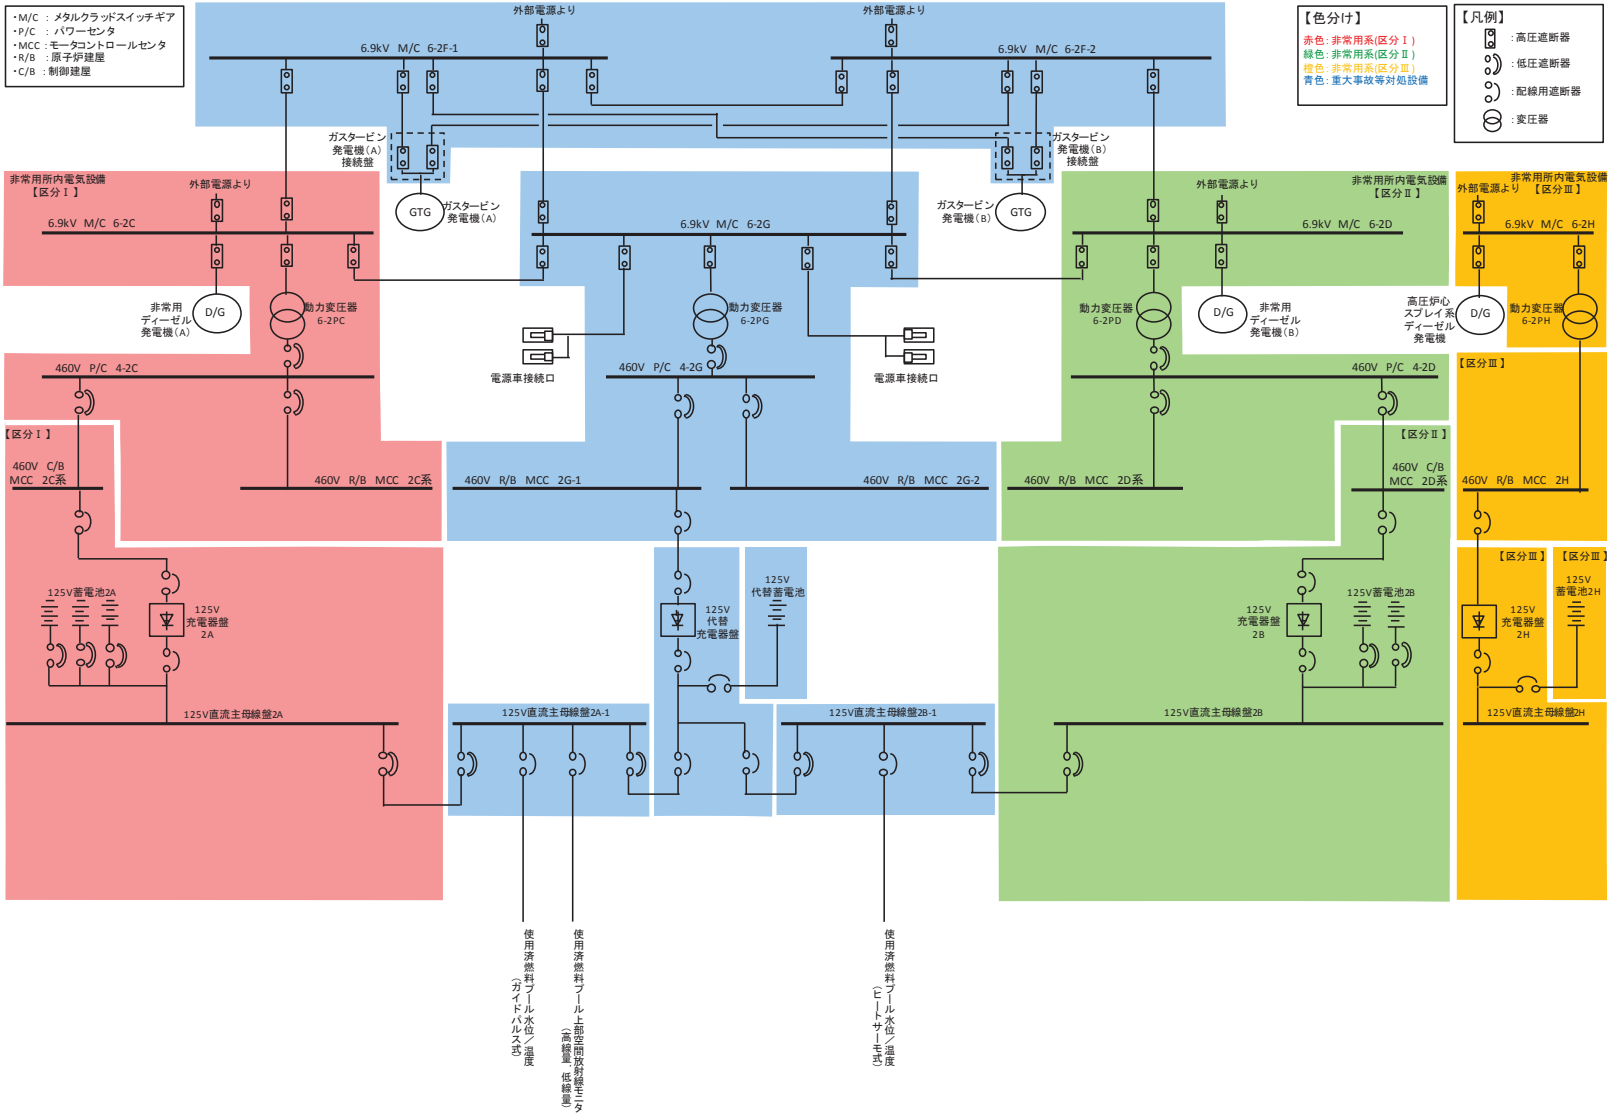 ・M/C ：メタルクラッドスイッチギア
・P/C ：パワーセンタ
・MCC：モータコントロールセンタ
・R/B ：原子炉建屋
・C/B ：制御建屋
外部電源より
外部電源より
【色分け】
赤色：非常用系(区分Ⅰ)
緑色：非常用系(区分Ⅱ)
橙色：非常用系(区分Ⅲ)
青色：重大事故等対処設備
【凡例】
：高圧遮断器
：低圧遮断器
：配線用遮断器
：変圧器
6.9kV M/C 6-2F-1
6.9kV M/C 6-2F-2
ガスタービン
発電機(A)
接続盤
ガスタービン
発電機(B)
接続盤
GTG
ガスタービン
発電機(A)
ガスタービン
発電機(B)
GTG
非常用所内電気設備
【区分Ⅰ】
外部電源より
6.9kV M/C 6-2C
6.9kV M/C 6-2G
外部電源より
非常用所内電気設備
【区分Ⅱ】
6.9kV M/C 6-2D
非常用所内電気設備
外部電源より
【区分Ⅲ】
6.9kV M/C 6-2H
非常用
ディーゼル
発電機(A)
D/G
動力変圧器
6-2PC
動力変圧器
6-2PG
動力変圧器
6-2PD
D/G
非常用
ディーゼル
発電機(B)
高圧炉心
スプレイ系
ディーゼル
発電機
D/G
動力変圧器
6-2PH
電源車接続口
電源車接続口
460V P/C 4-2C
460V P/C 4-2G
460V P/C 4-2D
【区分Ⅲ】
【区分Ⅰ】
【区分Ⅱ】
460V C/B
MCC 2C系
460V R/B MCC 2C系
460V R/B MCC 2G-1
460V R/B MCC 2G-2
460V R/B MCC 2D系
460V C/B
MCC 2D系
460V R/B MCC 2H
【区分Ⅲ】
【区分Ⅲ】
125V蓄電池2A
125V
充電器盤
2A
125V
代替
充電器盤
125V
代替蓄電池
125V
充電器盤
2B
125V蓄電池2B
125V
充電器盤
2H
125V
蓄電池2H
125V直流主母線盤2A
125V直流主母線盤2A-1
125V直流主母線盤2B-1
125V直流主母線盤2B
125V直流主母線盤2H
使用済燃料プール水位／温度
(ガイドパルス式)
使用済燃料プール上部空間放射線モニタ
(高線量，低線量)
使用済燃料プール水位／温度
(ヒートサーモ式)